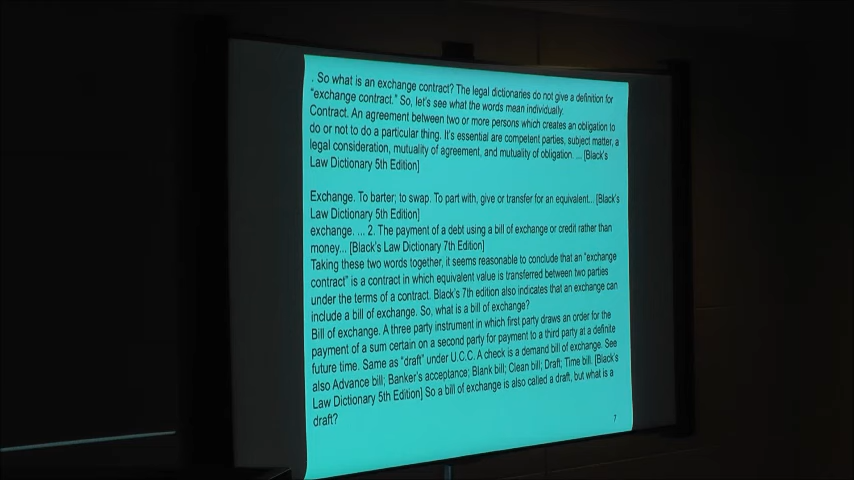 . So what is an exchange contract? The legal dictionaries do not give a definition for
"exchange contract." So, let's see what the words mean individually.
Contract. An agreement between two or more persons which creates an obligation to
do or not to do a particular thing. It's essential are competent parties, subject matter, a
legal consideration, mutuality of agreement, and mutuality of obligation. ... [Black's
Law Dictionary 5th Edition]
Exchange. To barter; to swap. To part with, give or transfer for an equivalent.. [Black's
Law Dictionary 5th Edition]
exchange. ... 2. The payment of a debt using a bill of exchange or credit rather than
money... [Black's Law Dictionary 7th Edition]
Taking these two words together, it seems reasonable to conclude that an "exchange
contract" is a contract in which equivalent value is transferred between two parties
under the terms of a contract. Black's 7th edition also indicates that an exchange can
include a bill of exchange. So, what is a bill of exchange?
Bill of exchange. A three party instrument in which first party draws an order for the
payment of a sum certain on a second party for payment to a third party at a definite
future time. Same as "draft" under U.C.C. A check is a demand bill of exchange. See
also Advance bill; Banker's acceptance; Blank bill; Clean bill; Draft; Time bill. [Black's
Law Dictionary 5th Edition] So a bill of exchange is also called a draft, but what is a
draft?
7